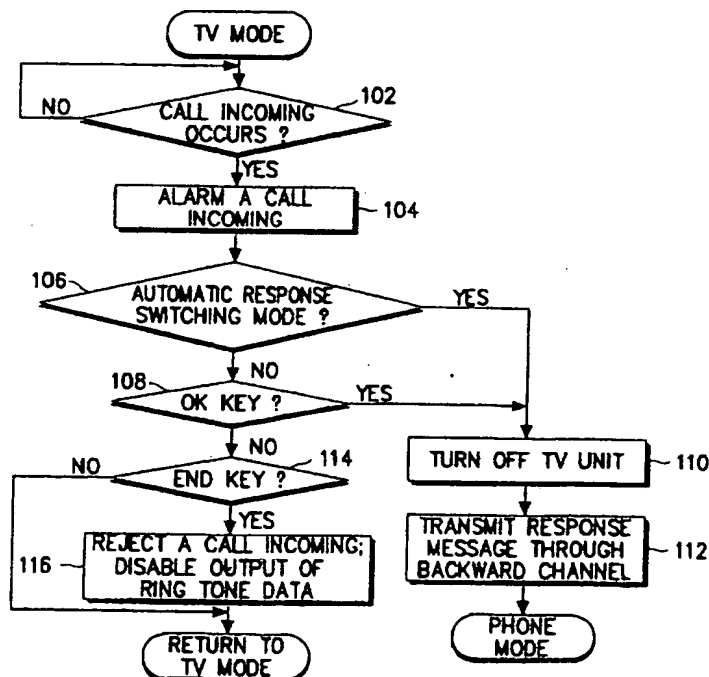 TV MODE
102
NO
CALL INCOMING
OCCURS ?
YES
ALARM A CALL
INCOMING
104
106
AUTOMATIC RESPONSE
SWITCHING MODE ?
YES
NO
108
OK KEY ?
YES
NO
114
NO
END KEY ?
YES
TURN OFF TV UNIT
110
116
REJECT A CALL INCOMING;
DISABLE OUTPUT OF
RING TONE DATA
TRANSMIT RESPONSE
MESSAGE THROUGH
BACKWARD CHANNEL
112
RETURN TO
TV MODE
PHONE
MODE